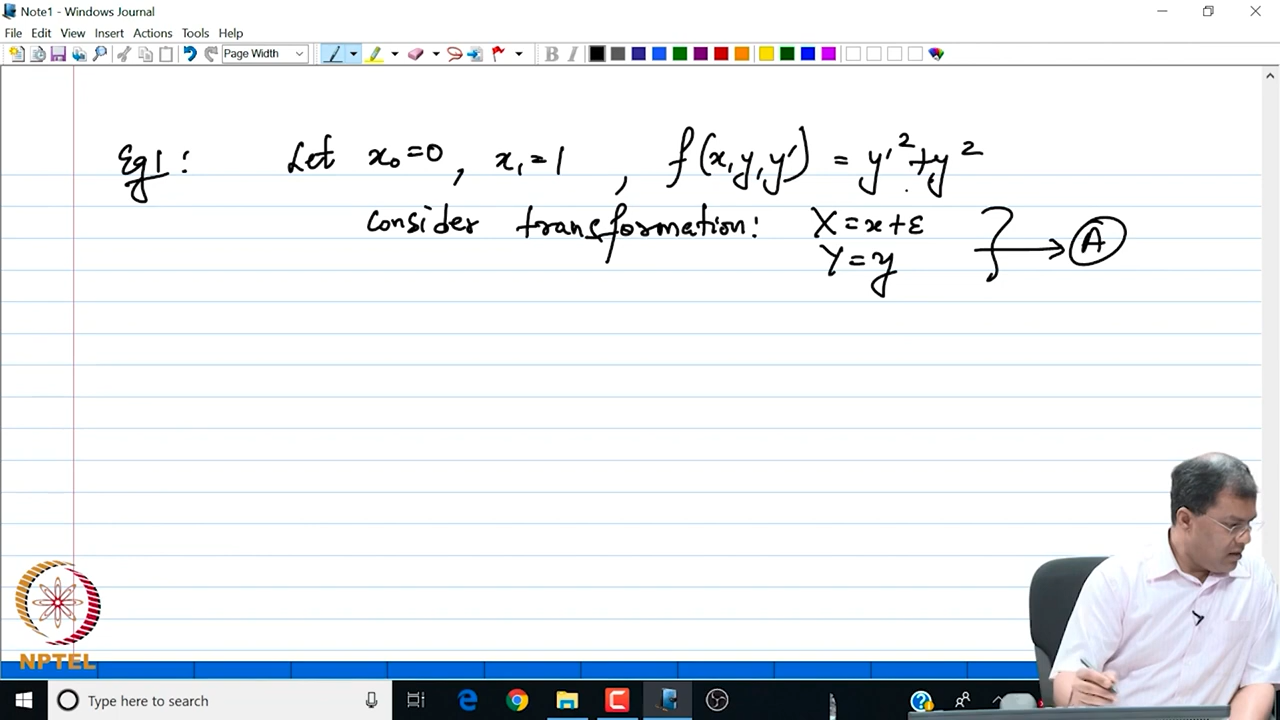 Note1 - Windows Journal
File Edit View Insert Actions Tools Help
Page Width B I
Eg1: Let x₀=0, x₁=1, f(x,y,y') = y'²+y²
consider transformation: X=x+ε
Y=y
A
NPTEL
Type here to search